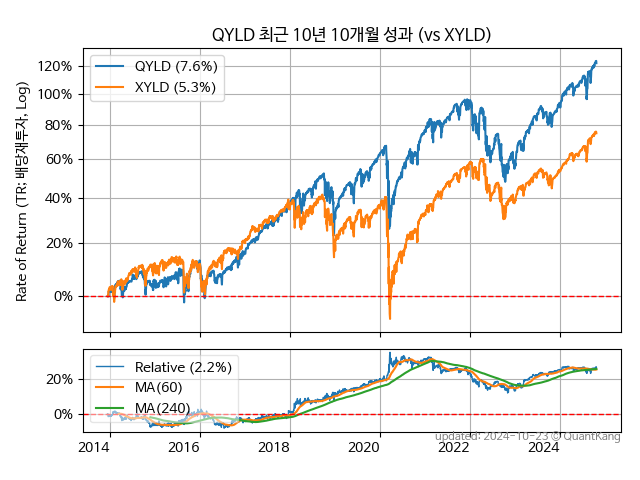 QYLD 최근 10년 10개월 성과 (vs XYLD)
Rate of Return (TR: 배당재투자, Log)
120%
100%
80%
60%
40%
20%
0%
QYLD (7.6%)
XYLD (5.3%)
20%
0%
Relative (2.2%)
MA(60)
MA(240)
2014
2016
2018
2020
2022
2024
updated: 2024-10-23 © QuantKang